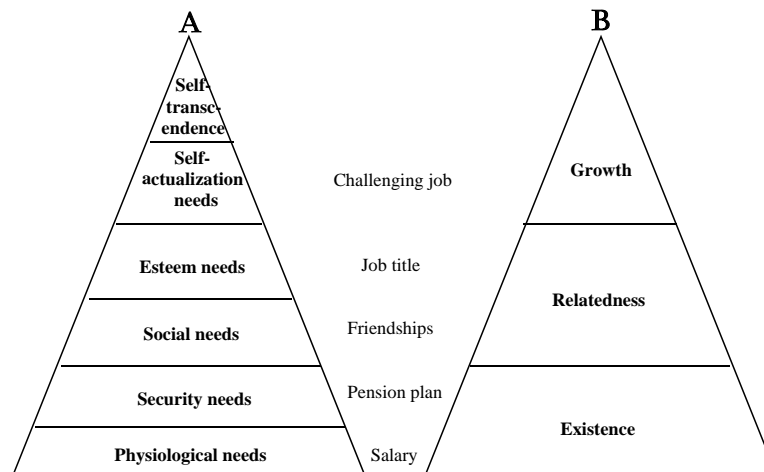 A
B
Self-
transc-
endence
Self-
actualization
needs
Challenging job
Growth
Esteem needs
Job title
Relatedness
Social needs
Friendships
Security needs
Pension plan
Existence
Physiological needs
Salary